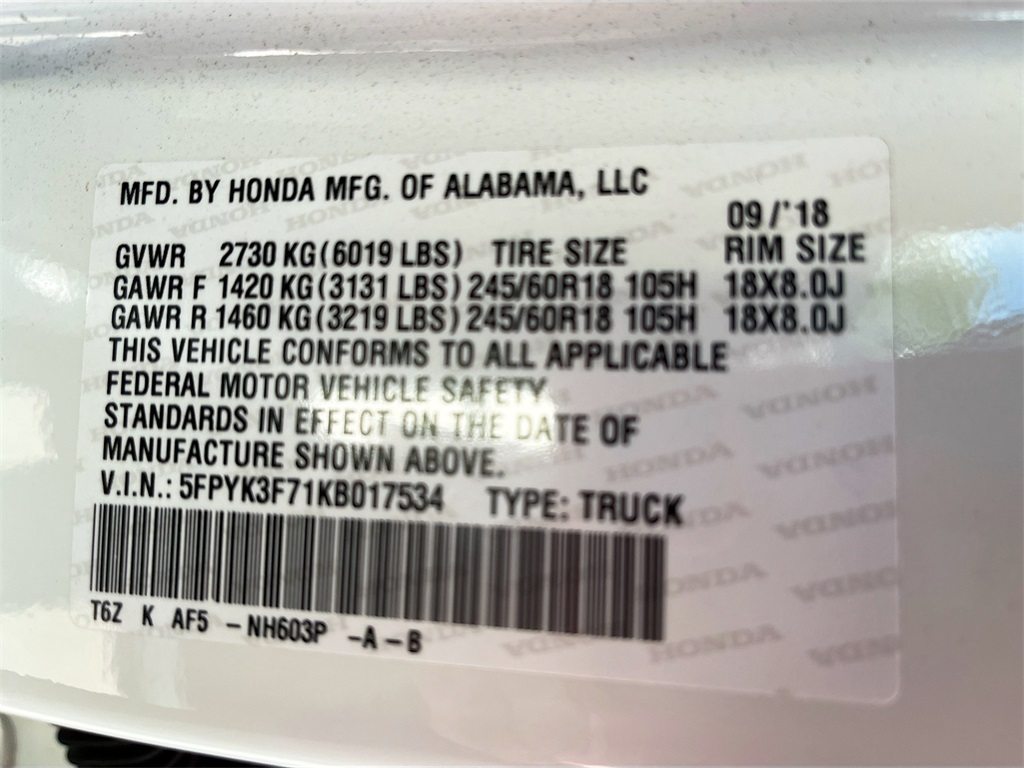 MFD. BY HONDA MFG. OF ALABAMA, LLC
09/'18
GVWR 2730 KG (6019 LBS) TIRE SIZE RIM SIZE
GAWR F 1420 KG (3131 LBS) 245/60R18 105H 18X8.0J
GAWR R 1460 KG (3219 LBS) 245/60R18 105H 18X8.0J
THIS VEHICLE CONFORMS TO ALL APPLICABLE
FEDERAL MOTOR VEHICLE SAFETY
STANDARDS IN EFFECT ON THE DATE OF
MANUFACTURE SHOWN ABOVE.
V.I.N.: 5FPYK3F71KB017534 TYPE: TRUCK
T6Z K AF5 -NH603P -A-B